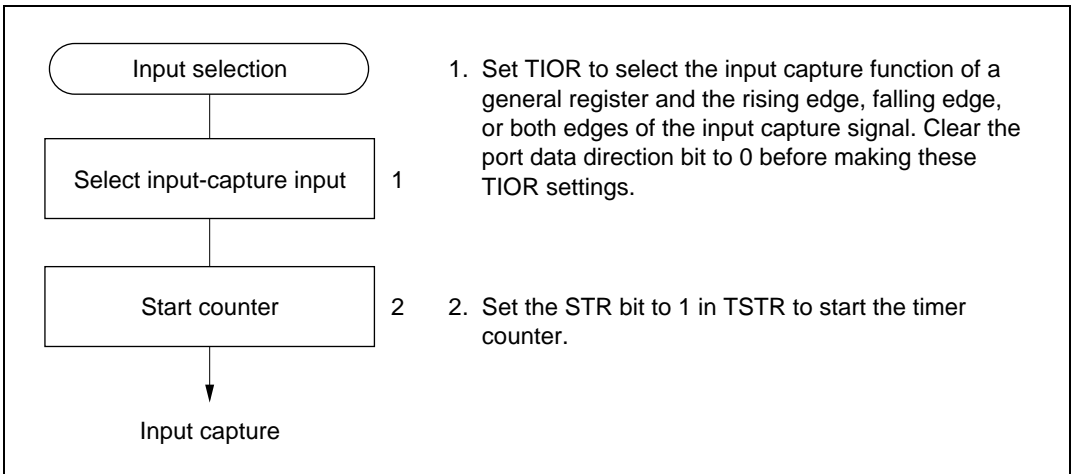 Input selection
1. Set TIOR to select the input capture function of a
general register and the rising edge, falling edge,
or both edges of the input capture signal. Clear the
port data direction bit to 0 before making these
TIOR settings.
Select input-capture input 1
Start counter 2
2. Set the STR bit to 1 in TSTR to start the timer
counter.
Input capture